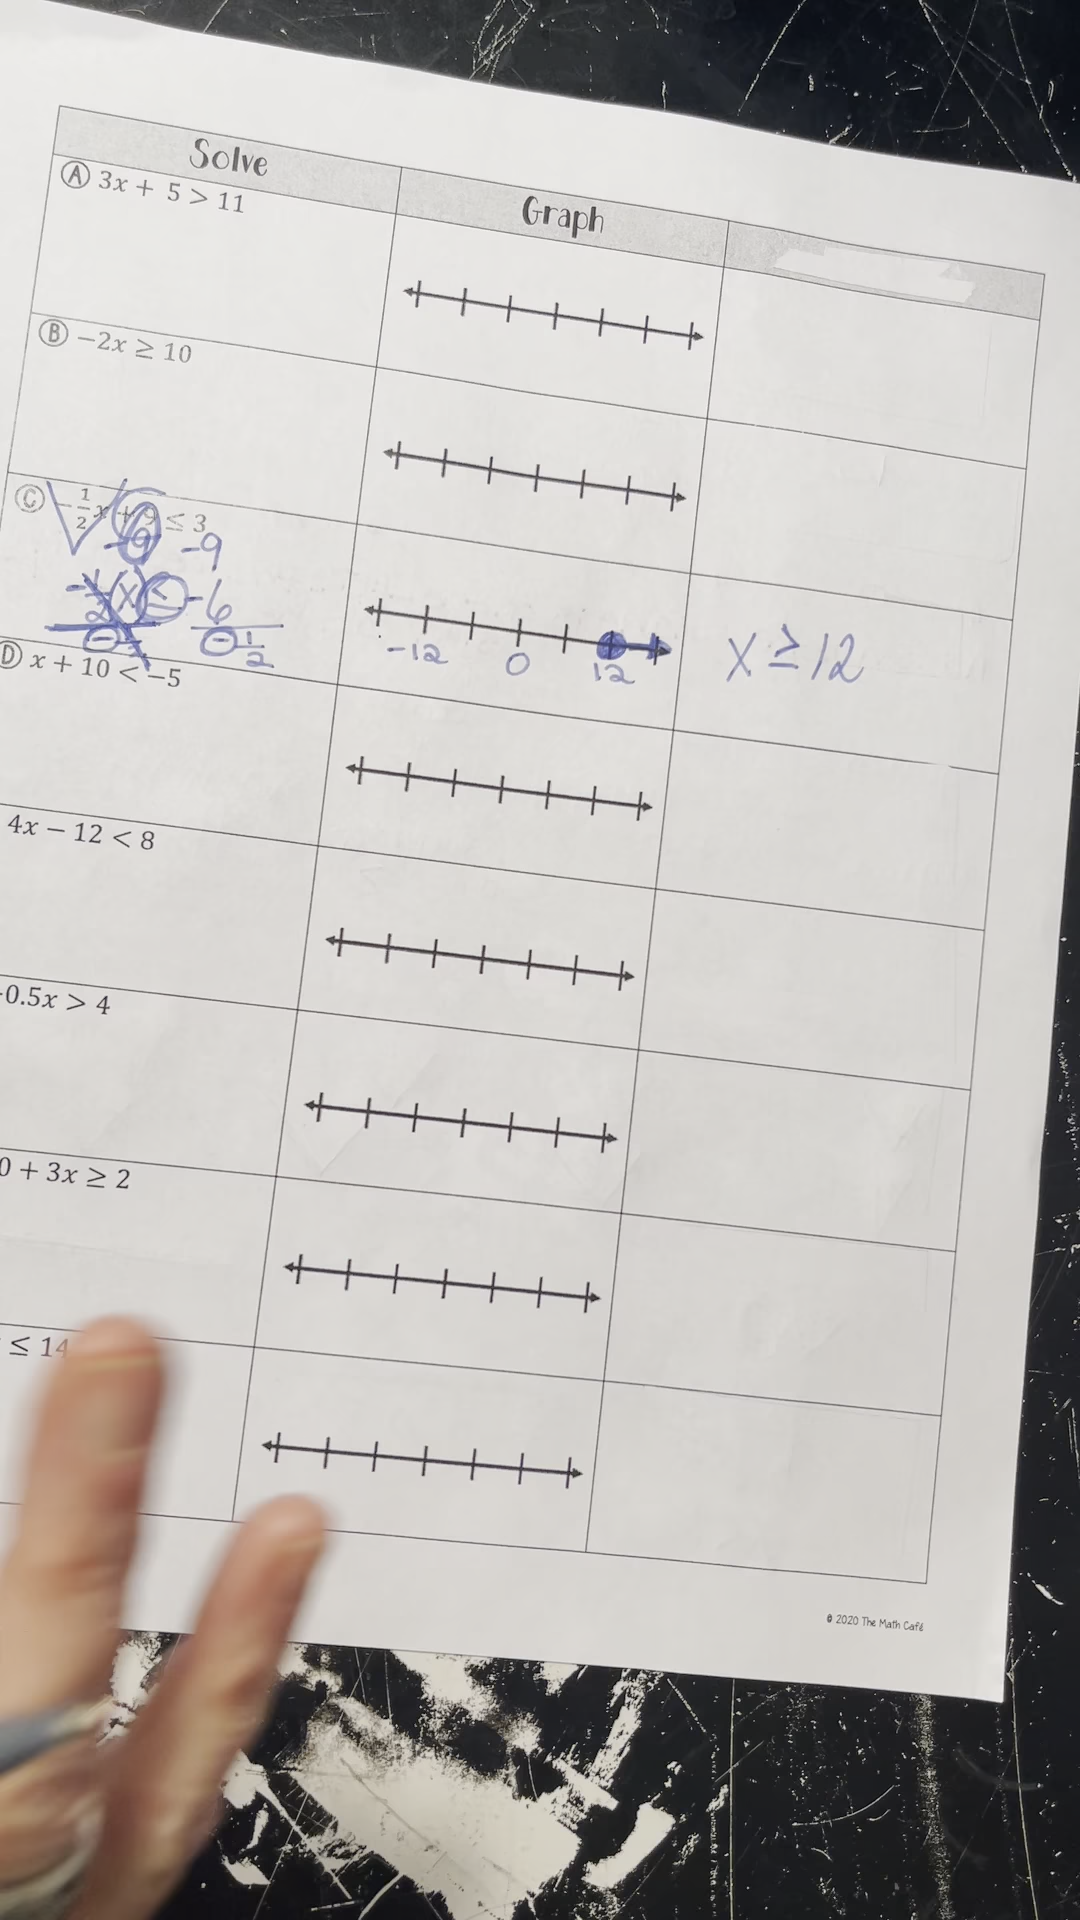 Solve
Graph
Ⓐ 3x + 5 > 11
Ⓑ −2x ≥ 10
Ⓒ −1/2x + 9 ≤ 3
−9 −9
−1/2(x) ≤ −6
− −1/2
−12 0 12
x ≥ 12
D x + 10 < −5
4x − 12 < 8
0.5x > 4
0 + 3x ≥ 2
≤ 14
© 2020 The Math Café